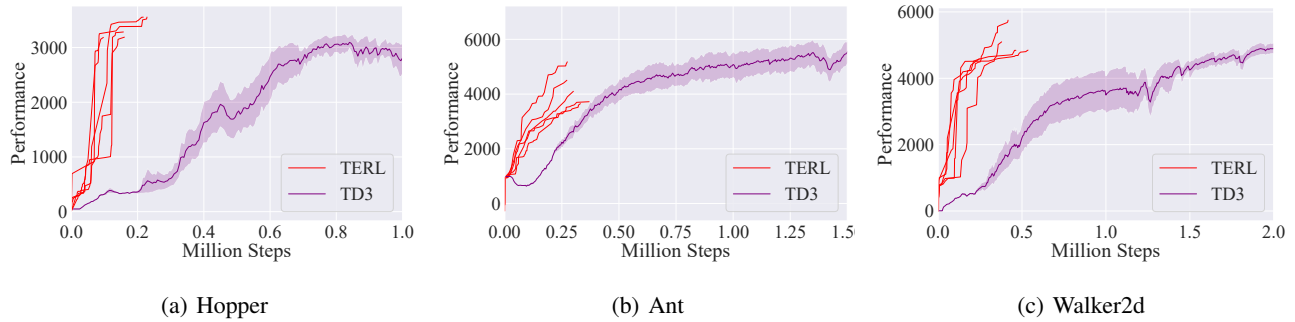 Performance
3000
2000
1000
0
TERL
TD3
0.0 0.2 0.4 0.6 0.8 1.0
Million Steps
(a) Hopper
Performance
6000
4000
2000
0
TERL
TD3
0.00 0.25 0.50 0.75 1.00 1.25 1.50
Million Steps
(b) Ant
Performance
6000
4000
2000
0
TERL
TD3
0.0 0.5 1.0 1.5 2.0
Million Steps
(c) Walker2d